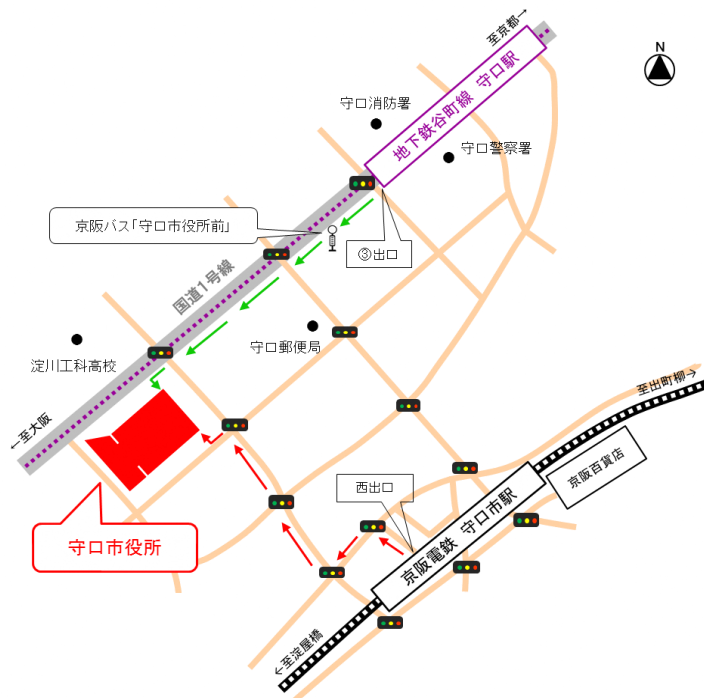 至京都→
N
守口消防署
地下鉄谷町線 守口駅
守口警察署
京阪バス「守口市役所前」
③出口
国道1号線
淀川工科高校
守口郵便局
至出町柳→
←至大阪
西出口
京阪百貨店
京阪電鉄 守口市駅
守口市役所
←至淀屋橋